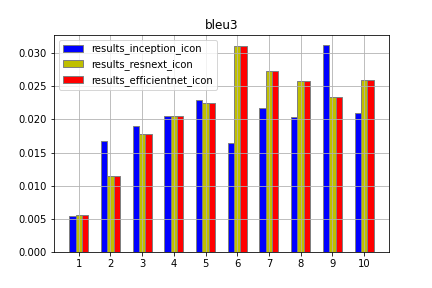 bleu3
results_inception_icon
results_resnext_icon
results_efficientnet_icon
0.030
0.025
0.020
0.015
0.010
0.005
0.000
1 2 3 4 5 6 7 8 9 10